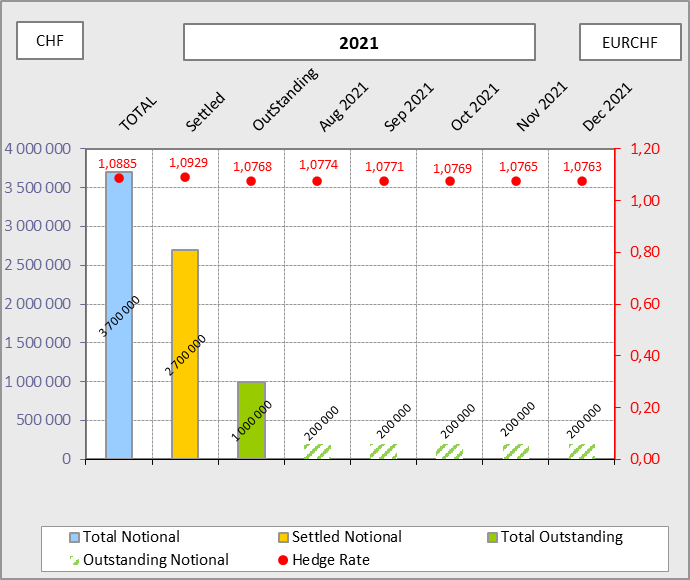 CHF
2021
EURCHF
TOTAL
Settled
OutStanding
Aug 2021
Sep 2021
Oct 2021
Nov 2021
Dec 2021
4 000 000
3 500 000
3 000 000
2 500 000
2 000 000
1 500 000
1 000 000
500 000
0
1,0885
1,0929
1,0768
1,0774
1,0771
1,0769
1,0765
1,0763
3 700 000
2 700 000
1 000 000
200 000
200 000
200 000
200 000
200 000
1,20
1,00
0,80
0,60
0,40
0,20
0,00
Total Notional
Settled Notional
Total Outstanding
Outstanding Notional
Hedge Rate